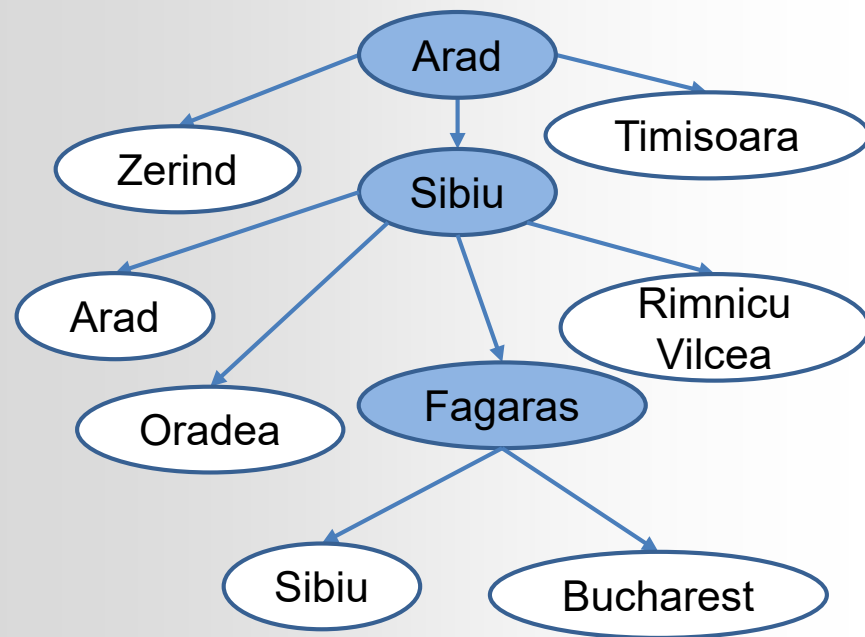 Arad
Timisoara
Zerind
Sibiu
Arad
Rimnicu
Vilcea
Fagaras
Oradea
Sibiu
Bucharest